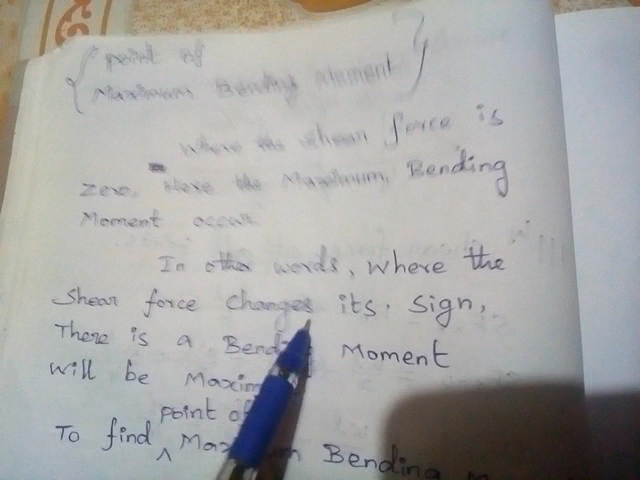 { point of
Maximum Bending Moment }
where the shear force is
zero. Here the Maximum, Bending
Moment occur
In other words, where the
Shear force changes its, sign,
There is a Bending Moment
will be Maxim
point of
To find ^ Maximum Bending